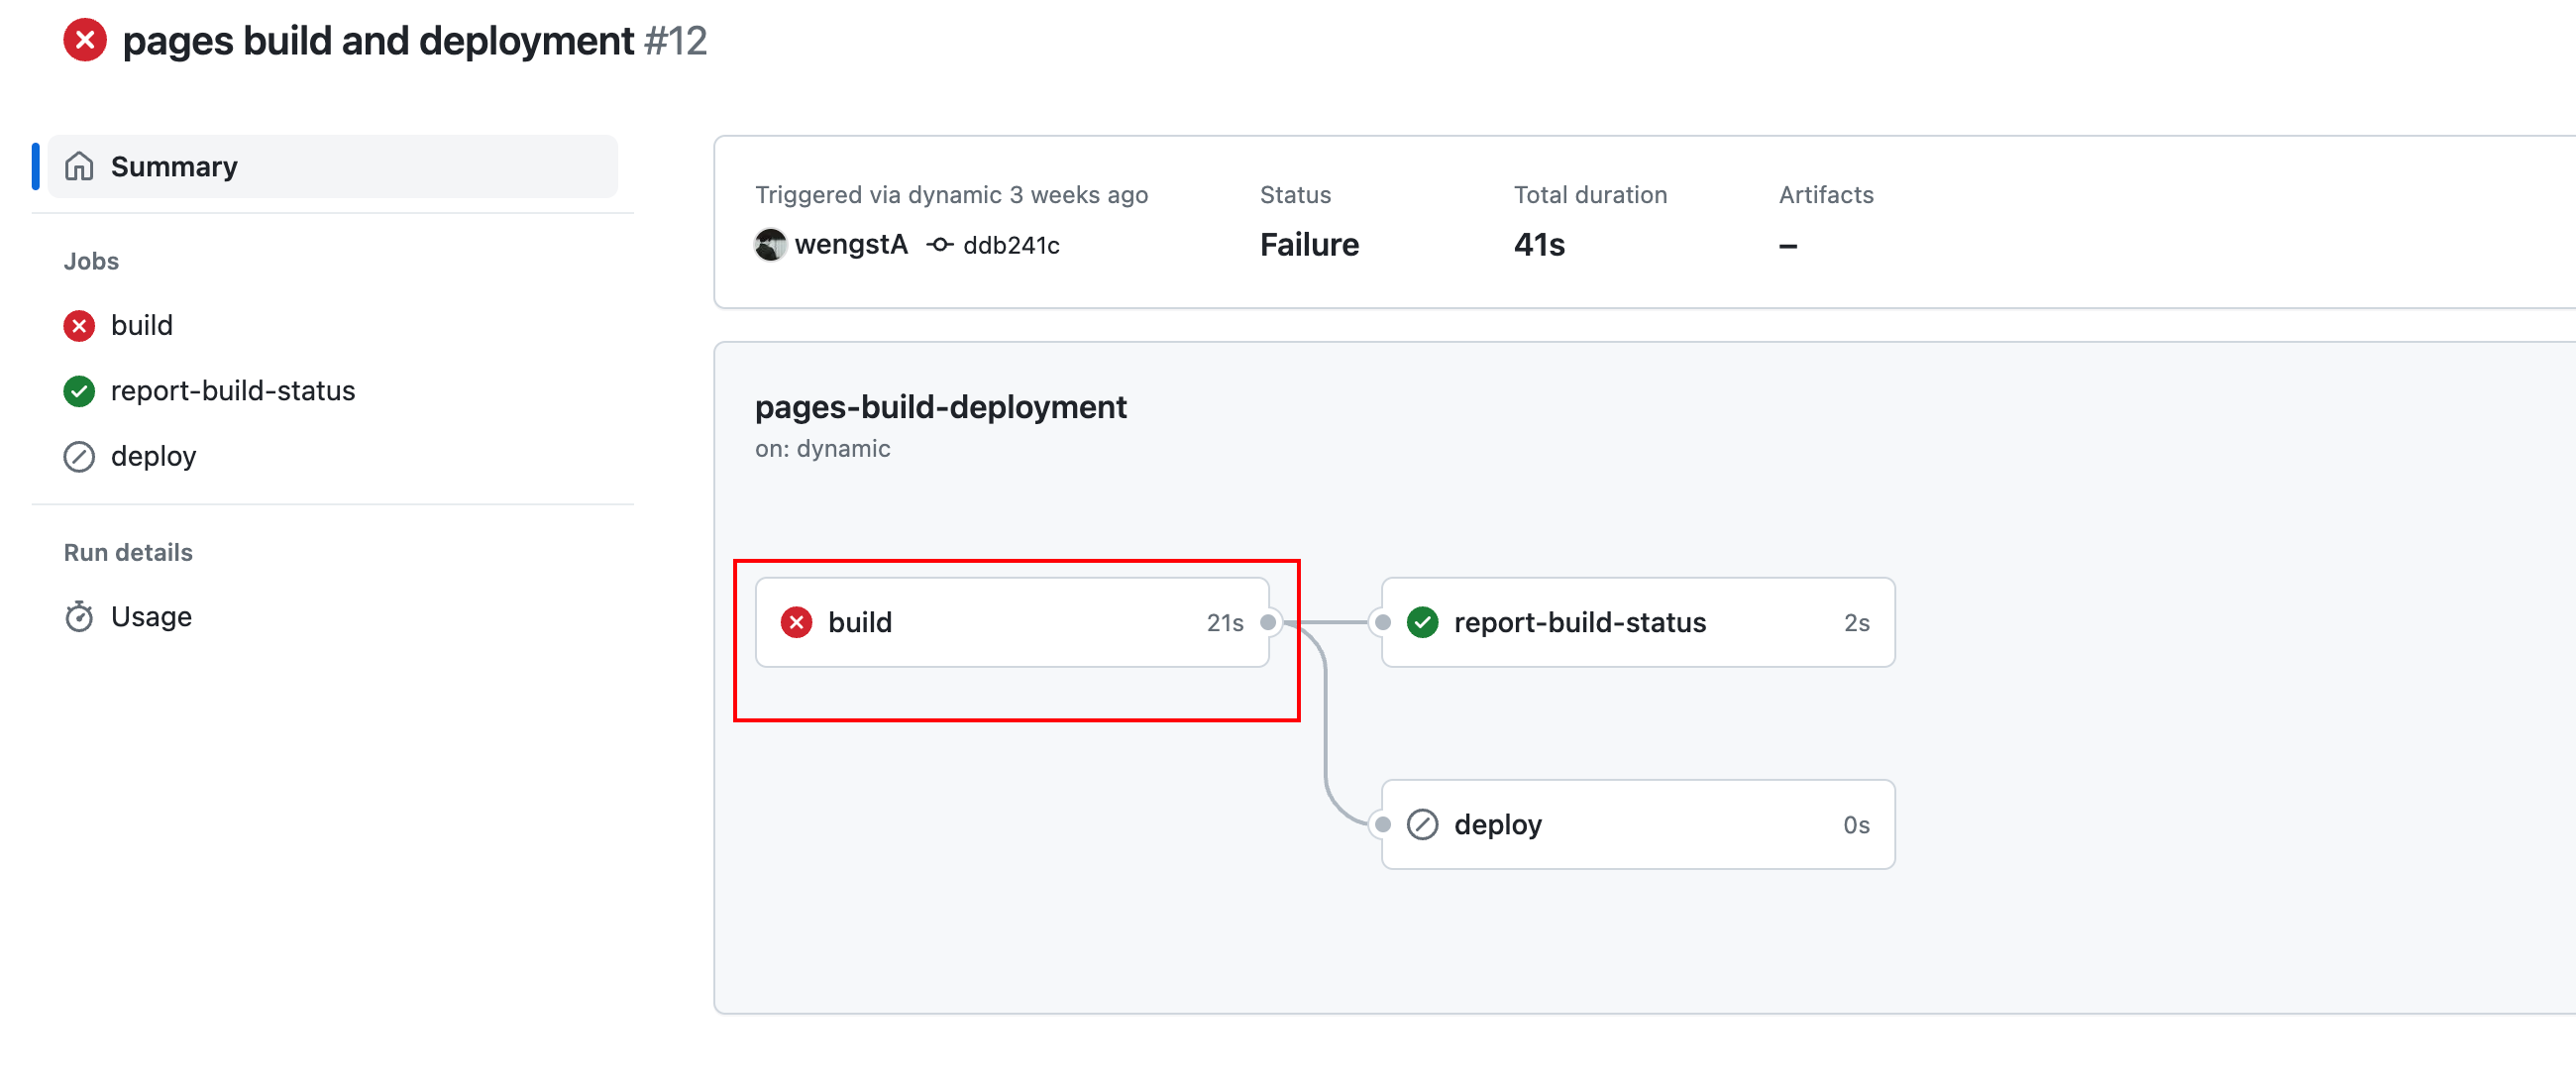 pages build and deployment #12
Summary
Jobs
build
report-build-status
deploy
Run details
Usage
Triggered via dynamic 3 weeks ago
wengstA ddb241c
Status
Failure
Total duration
41s
Artifacts
–
pages-build-deployment
on: dynamic
build 21s
report-build-status 2s
deploy 0s